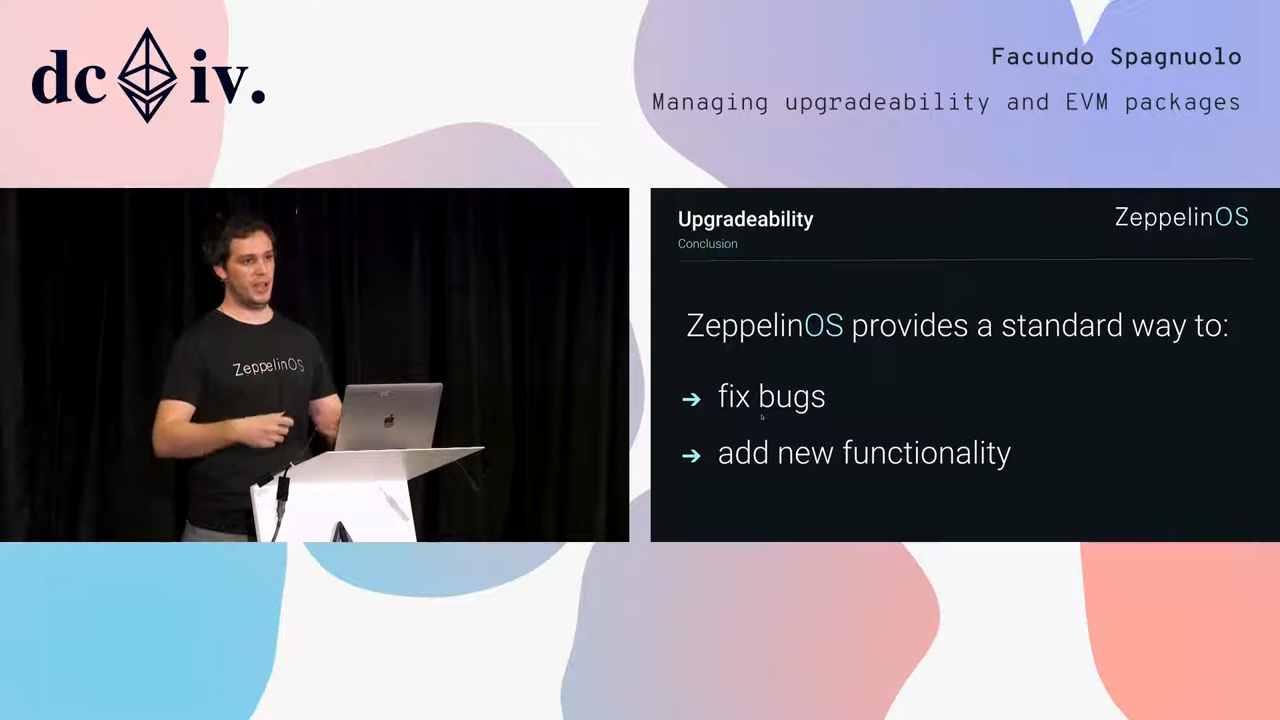 dc iv.
Facundo Spagnuolo
Managing upgradeability and EVM packages
ZeppelinOS
Upgradeability
Conclusion
ZeppelinOS
ZeppelinOS provides a standard way to:
→ fix bugs
→ add new functionality